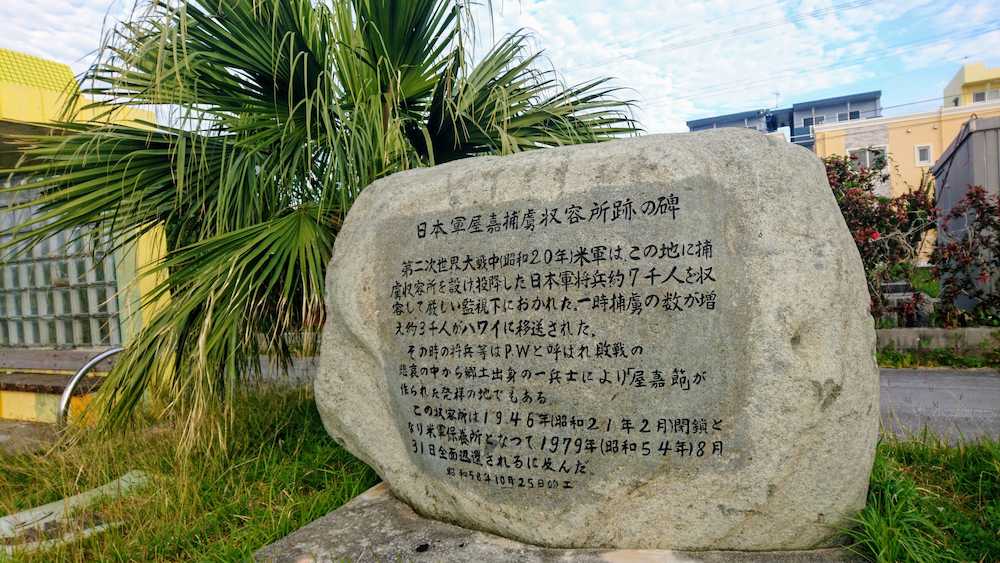 日本軍屋嘉捕虜収容所跡の碑
第二次世界大戦中(昭和20年)米軍は、この地に捕
虜収容所を設け投降した日本軍将兵約7千人を収
容して厳しい監視下におかれた。一時捕虜の数が増
え約3千人がハワイに移送された。
その時の将兵等はP.Wと呼ばれ敗戦の
悲哀の中から郷土出身の一兵士により「屋嘉節」が
作られた発祥の地でもある
この収容所は1946年(昭和21年2月)閉鎖と
なり米軍保養所となって1979年(昭和54年)8月
31日全面返還されるに及んだ。
昭和58年10月25日 工